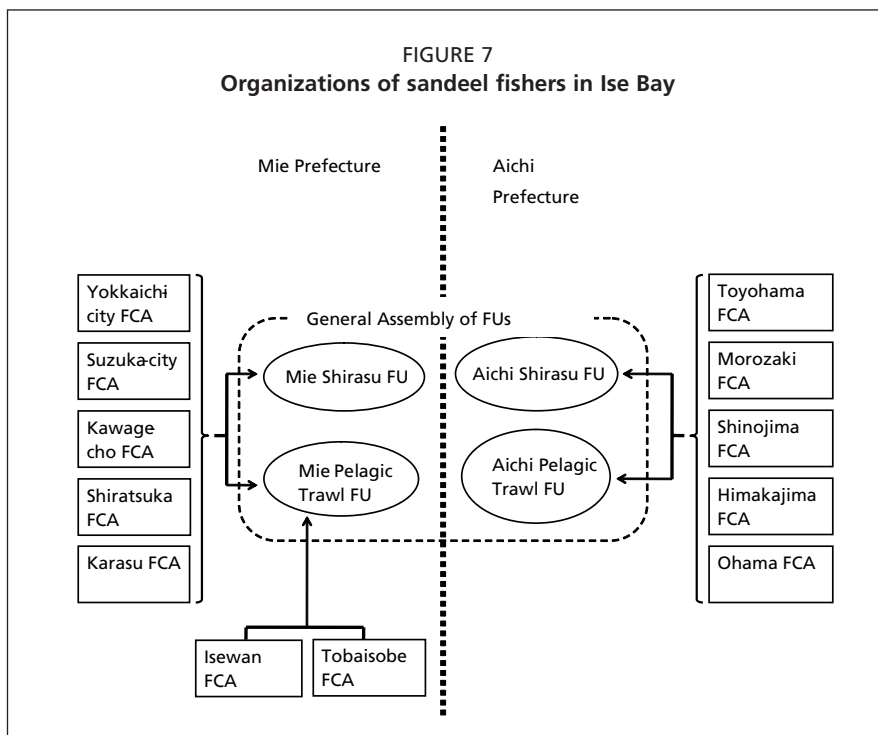 FIGURE 7
Organizations of sandeel fishers in Ise Bay
Mie Prefecture
Aichi
Prefecture
Yokkaichi
city FCA
Suzuka-city
FCA
Kawage
cho FCA
Shiratsuka
FCA
Karasu FCA
General Assembly of FUs
Mie Shirasu FU
Aichi Shirasu FU
Mie Pelagic
Trawl FU
Aichi Pelagic
Trawl FU
Toyohama
FCA
Morozaki
FCA
Shinojima
FCA
Himakajima
FCA
Ohama FCA
Isewan
FCA
Tobaisobe
FCA